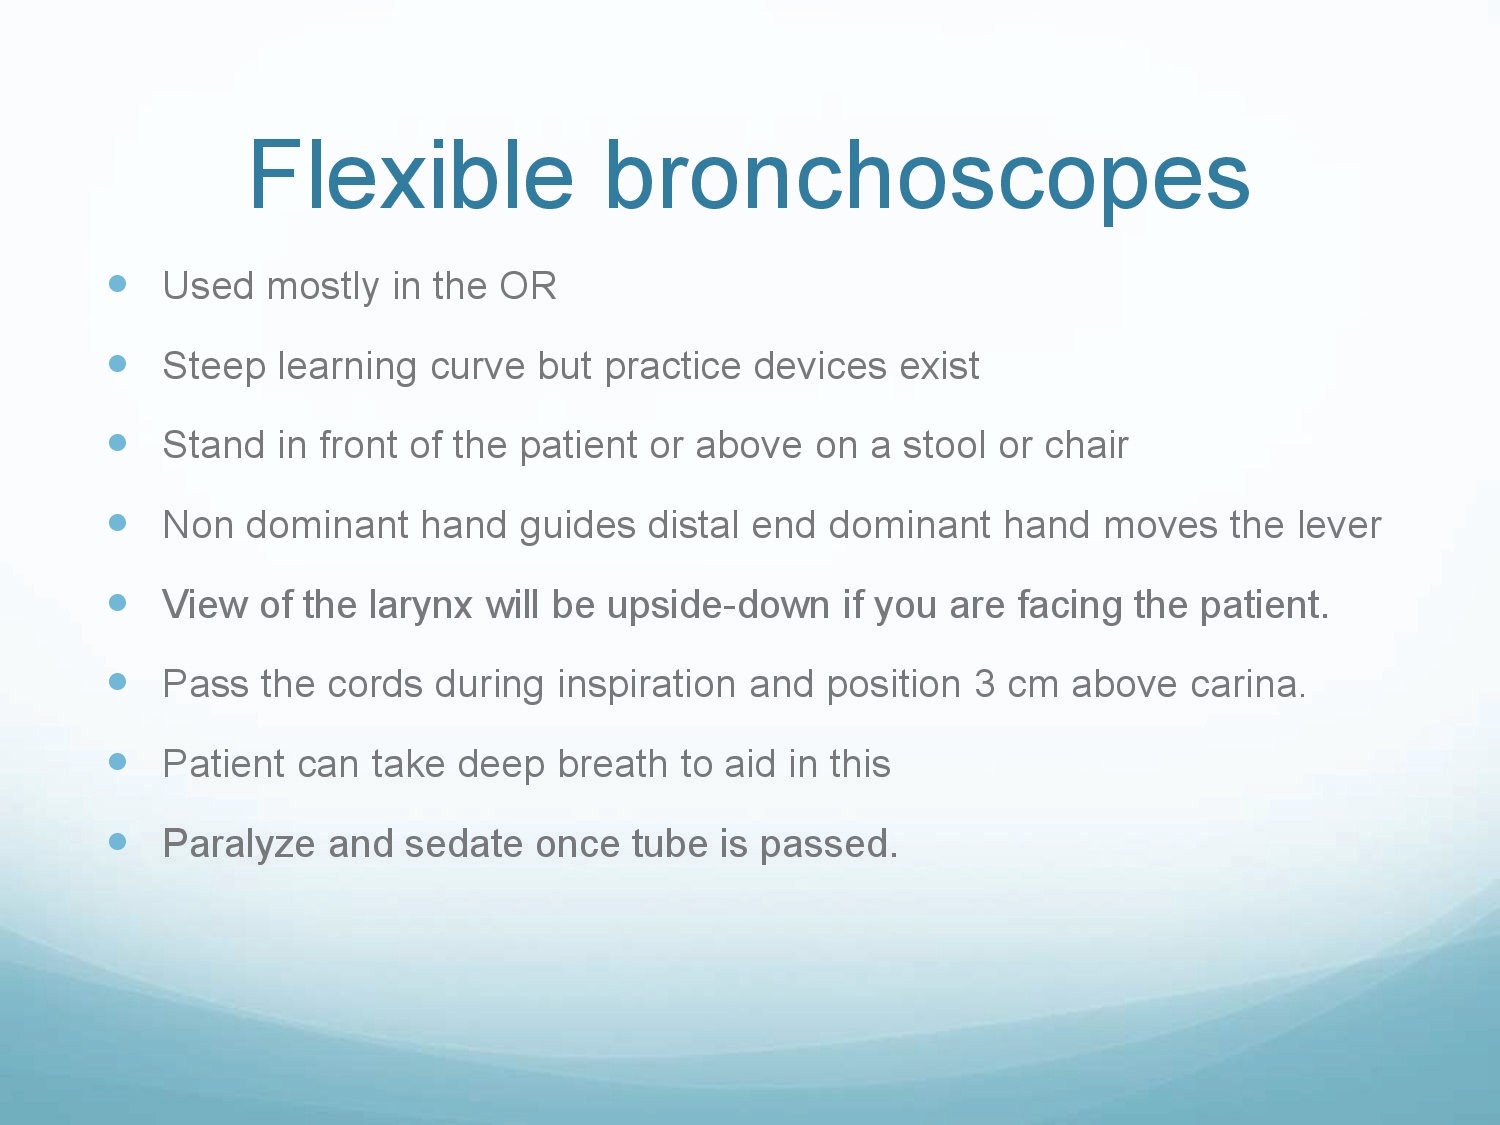 Flexible bronchoscopes
Used mostly in the OR
Steep learning curve but practice devices exist
Stand in front of the patient or above on a stool or chair
Non dominant hand guides distal end dominant hand moves the lever
View of the larynx will be upside-down if you are facing the patient.
Pass the cords during inspiration and position 3 cm above carina.
Patient can take deep breath to aid in this
Paralyze and sedate once tube is passed.